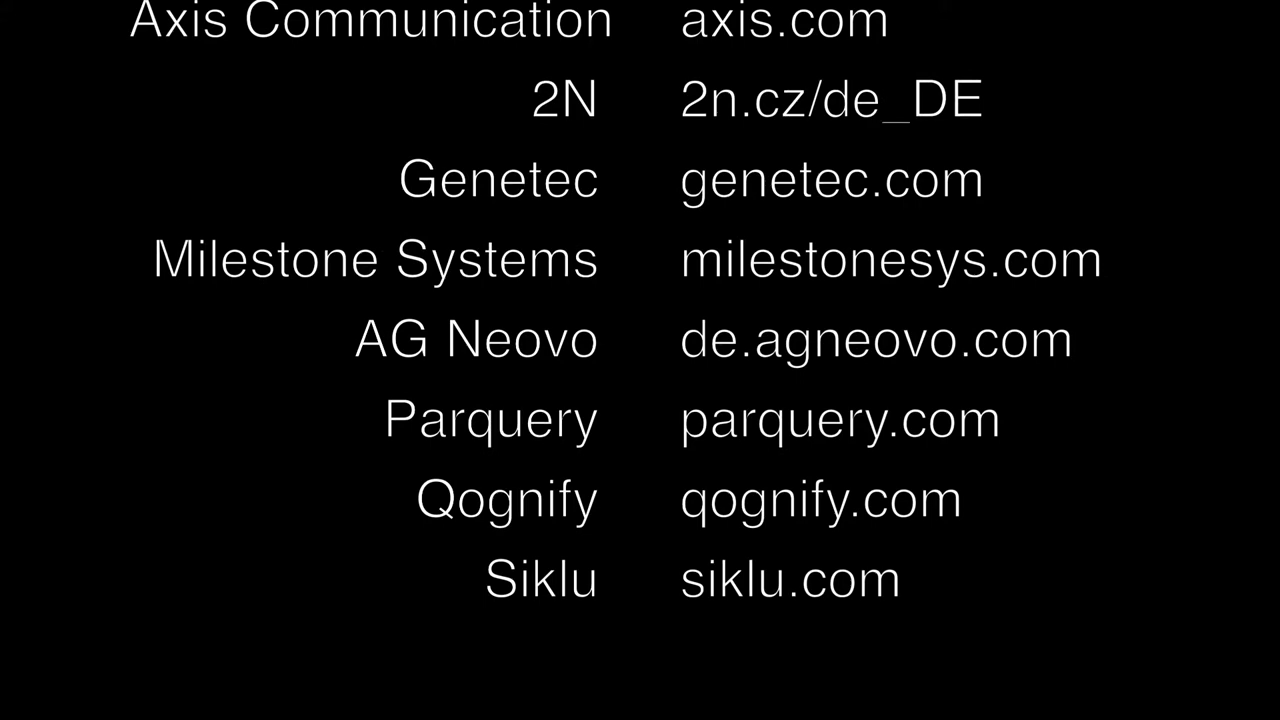 Axis Communication axis.com
2N 2n.cz/de_DE
Genetec genetec.com
Milestone Systems milestonesys.com
AG Neovo de.agneovo.com
Parquery parquery.com
Qognify qognify.com
Siklu siklu.com